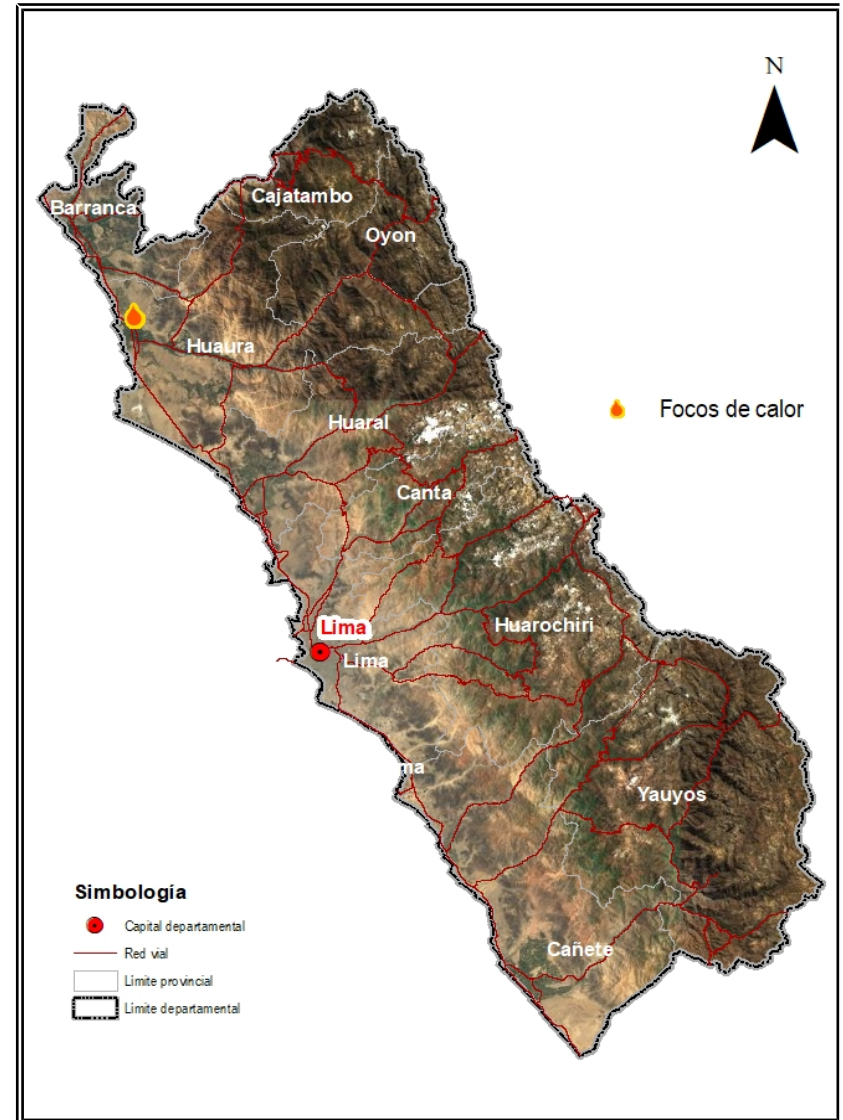 N
Cajatambo
Barranca
Oyon
Huaura
Focos de calor
Huaral
Canta
Lima
Huarochiri
Lima
ma
Yauyos
Simbología
Capital departamental
Red vial
Límite provincial
Límite departamental
Cañete